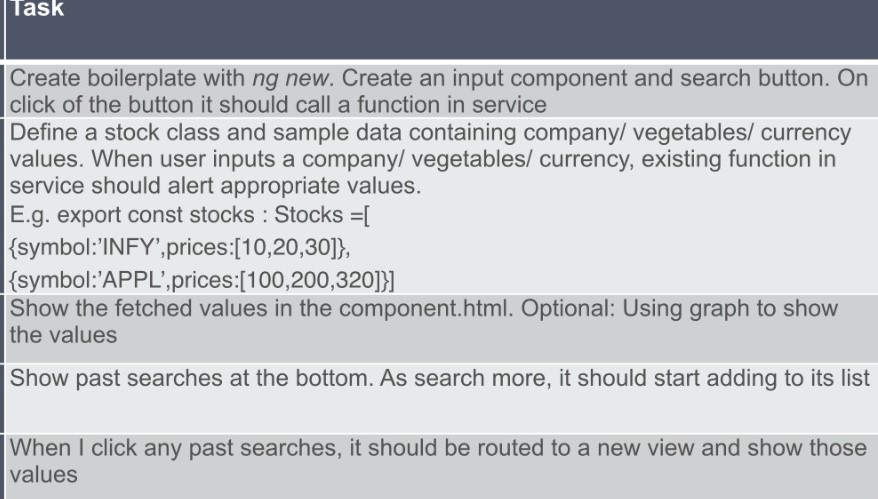 Task
Create boilerplate with ng new. Create an input component and search button. On
click of the button it should call a function in service
Define a stock class and sample data containing company/ vegetables/ currency
values. When user inputs a company/ vegetables/ currency, existing function in
service should alert appropriate values.
E.g. export const stocks : Stocks =[
{symbol:’INFY’,prices:[10,20,30]},
{symbol:’APPL’,prices:[100,200,320]}]
Show the fetched values in the component.html. Optional: Using graph to show
the values
Show past searches at the bottom. As search more, it should start adding to its list
When I click any past searches, it should be routed to a new view and show those
values